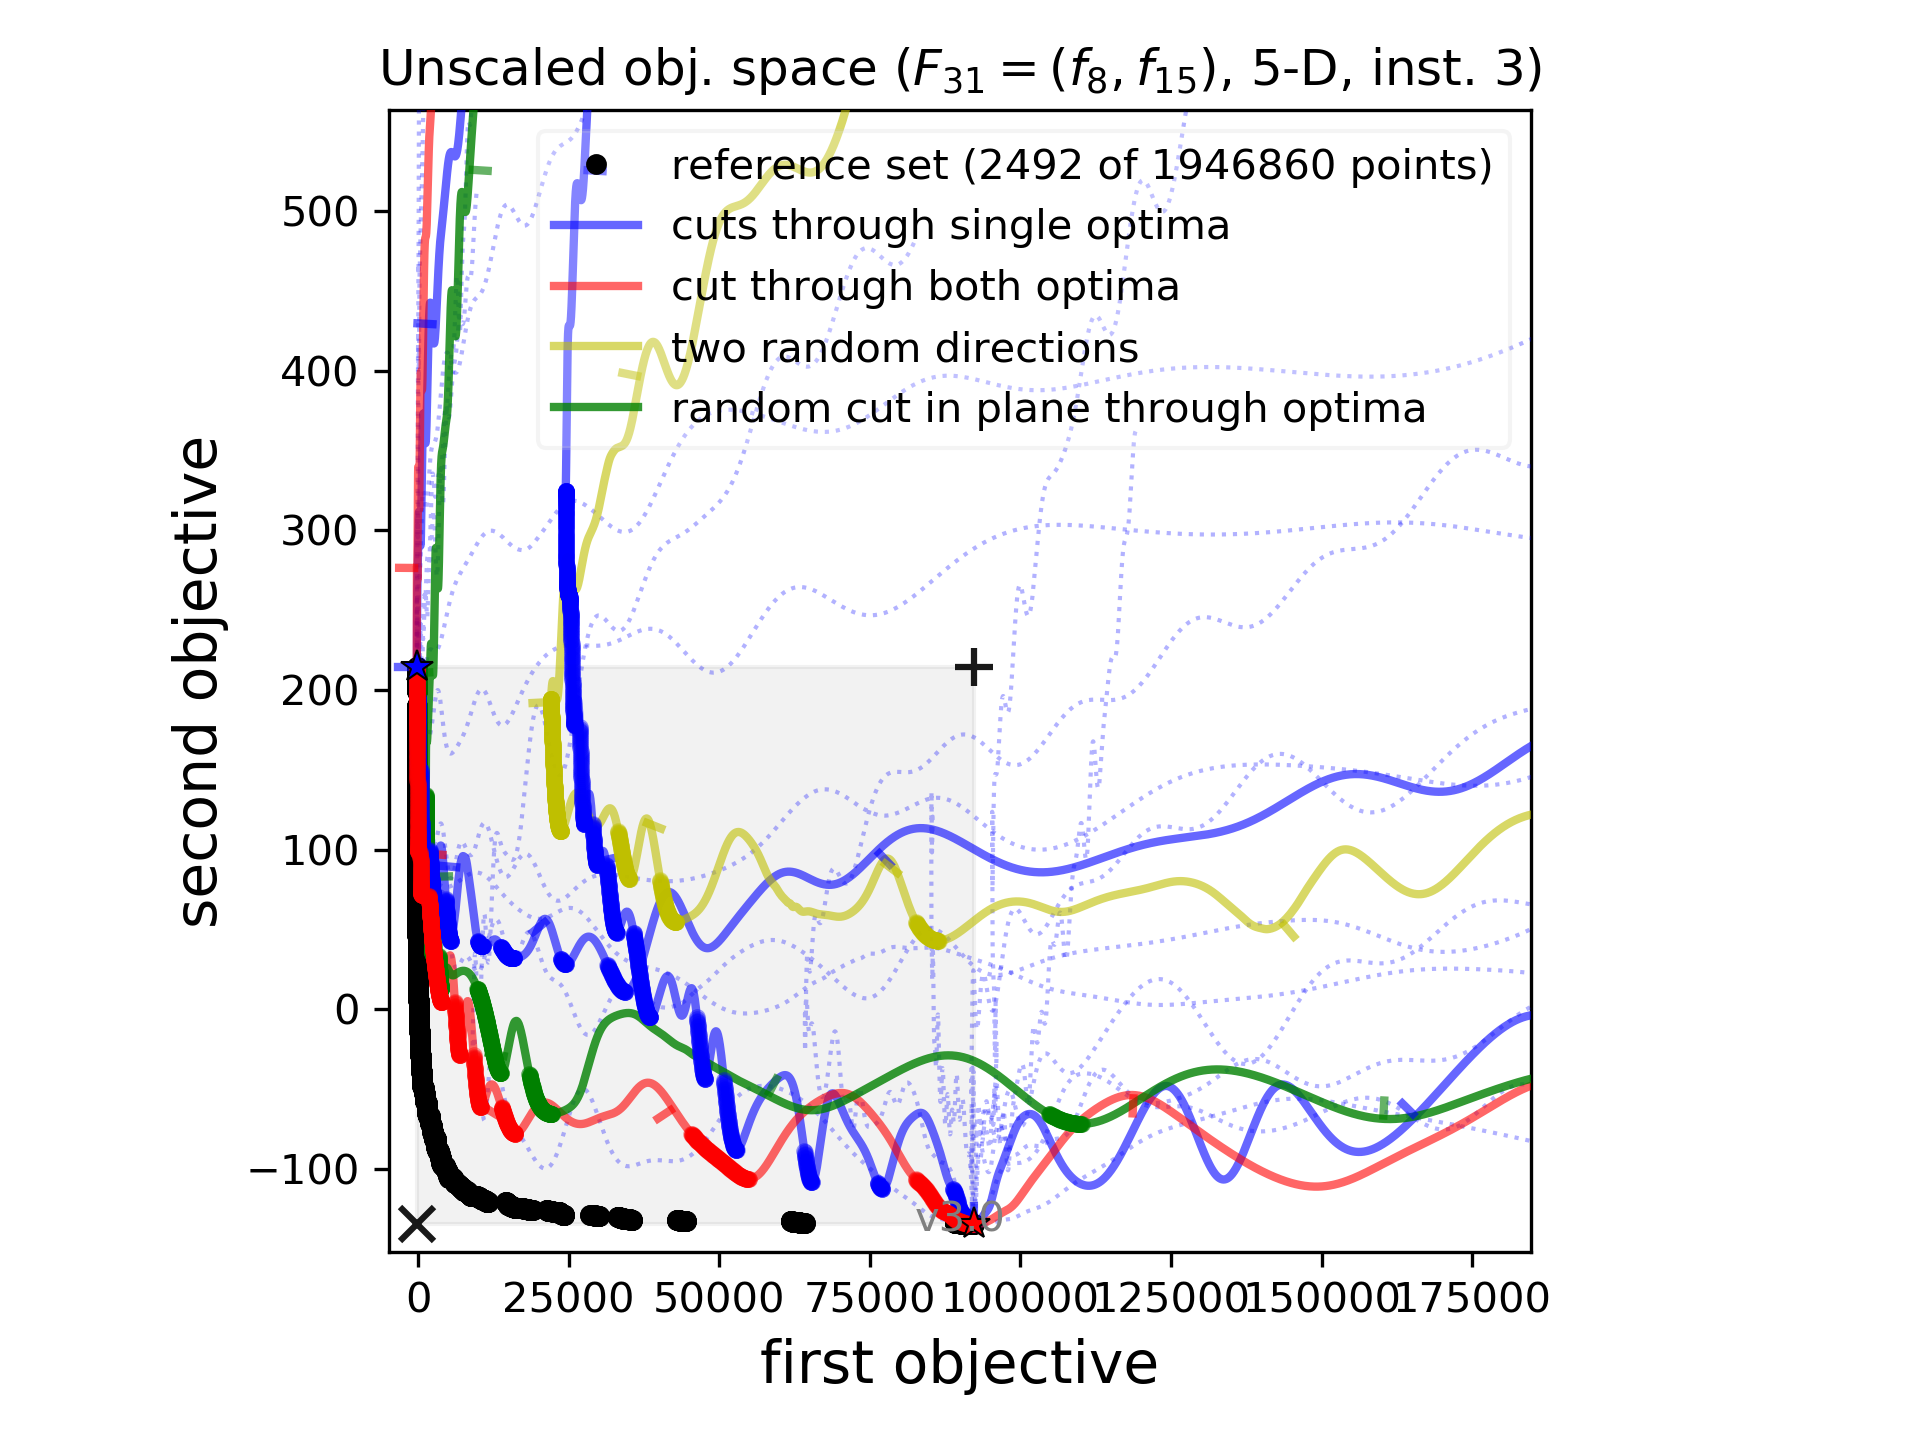 Unscaled obj. space (F31 = (f8, f15), 5-D, inst. 3)
reference set (2492 of 1946860 points)
cuts through single optima
cut through both optima
two random directions
random cut in plane through optima
second objective
500
400
300
200
100
0
−100
v3.0
0 25000 50000 75000 100000 125000 150000 175000
first objective